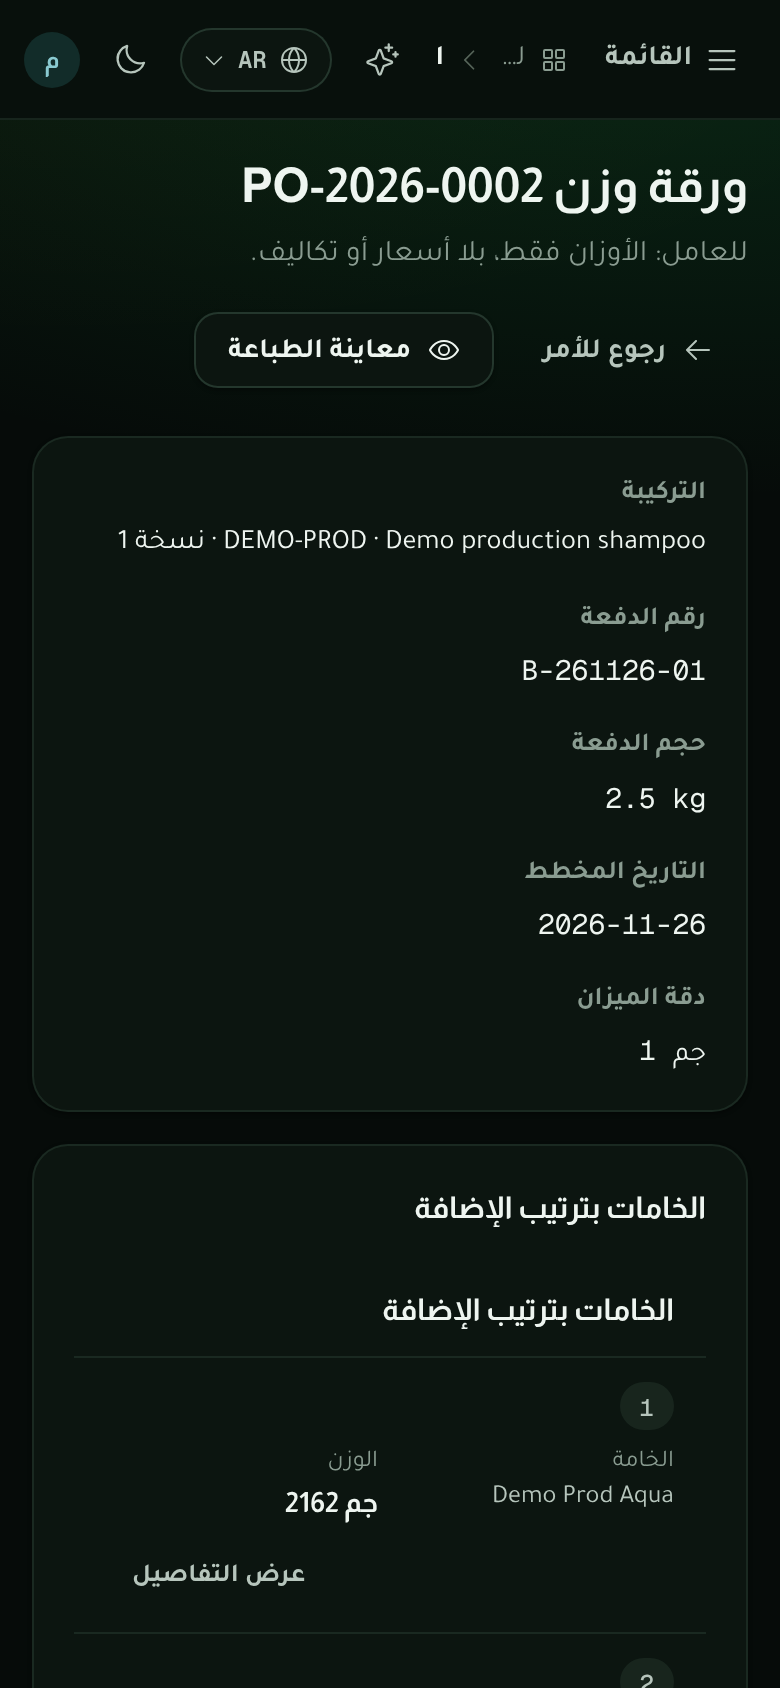 القائمة
لـ... ا
AR
م
ورقة وزن PO-2026-0002
للعامل: الأوزان فقط، بلا أسعار أو تكاليف.
رجوع للأمر
معاينة الطباعة
التركيبة
Demo production shampoo · DEMO-PROD · نسخة 1
رقم الدفعة
B-261126-01
حجم الدفعة
2.5 kg
التاريخ المخطط
2026-11-26
دقة الميزان
جم 1
الخامات بترتيب الإضافة
الخامات بترتيب الإضافة
1
الخامة
Demo Prod Aqua
الوزن
جم 2162
عرض التفاصيل
2